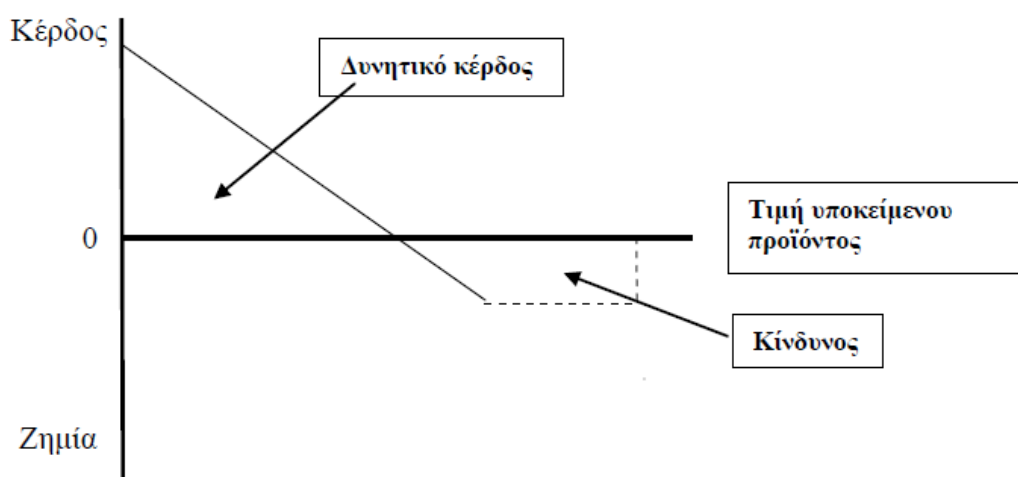 Κέρδος
Δυνητικό κέρδος
Τιμή υποκείμενου
προϊόντος
0
Κίνδυνος
Ζημία